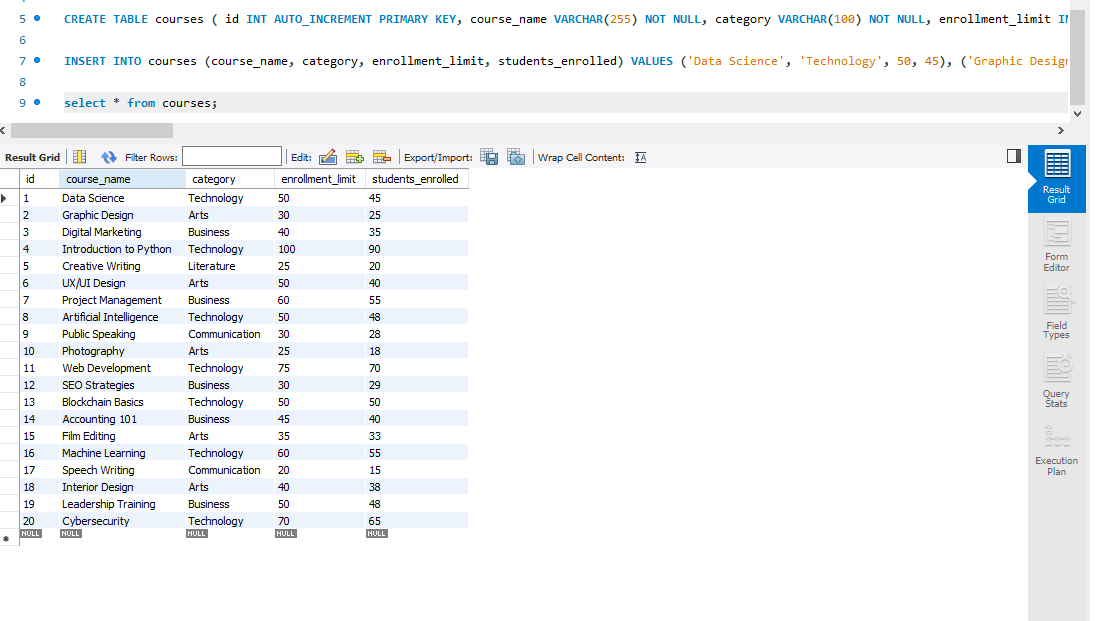 5 CREATE TABLE courses ( id INT AUTO_INCREMENT PRIMARY KEY, course_name VARCHAR(255) NOT NULL, category VARCHAR(100) NOT NULL, enrollment_limit
6
7 INSERT INTO courses (course_name, category, enrollment_limit, students_enrolled) VALUES ('Data Science', 'Technology', 50, 45), ('Graphic Design
8
9 select * from courses;
Result Grid Filter Rows: Edit: Export/Import: Wrap Cell Content: IA
id course_name category enrollment_limit students_enrolled
1 Data Science Technology 50 45
2 Graphic Design Arts 30 25
3 Digital Marketing Business 40 35
4 Introduction to Python Technology 100 90
5 Creative Writing Literature 25 20
6 UX/UI Design Arts 50 40
7 Project Management Business 60 55
8 Artificial Intelligence Technology 50 48
9 Public Speaking Communication 30 28
10 Photography Arts 25 18
11 Web Development Technology 75 70
12 SEO Strategies Business 30 29
13 Blockchain Basics Technology 50 50
14 Accounting 101 Business 45 40
15 Film Editing Arts 35 33
16 Machine Learning Technology 60 55
17 Speech Writing Communication 20 15
18 Interior Design Arts 40 38
19 Leadership Training Business 50 48
20 Cybersecurity Technology 70 65
NULL NULL NULL NULL NULL
Result
Grid
Form
Editor
Field
Types
Query
Stats
Execution
Plan